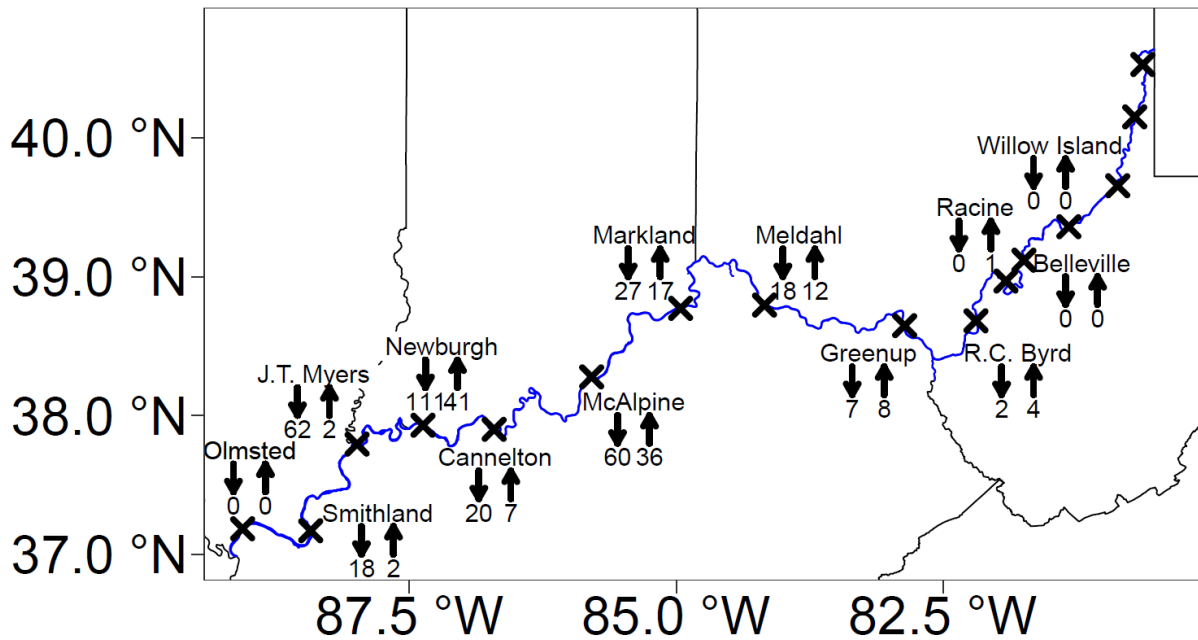 40.0 °N
Willow Island
0 0
Racine
0 1
Markland
27 17
Meldahl
18 12
39.0 °N
Belleville
0 0
Newburgh
111 141
Greenup
7 8
R.C. Byrd
2 4
J.T. Myers
62 2
38.0 °N
McAlpine
60 36
Olmsted
0 0
Cannelton
20 7
Smithland
18 2
37.0 °N
87.5 °W 85.0 °W 82.5 °W